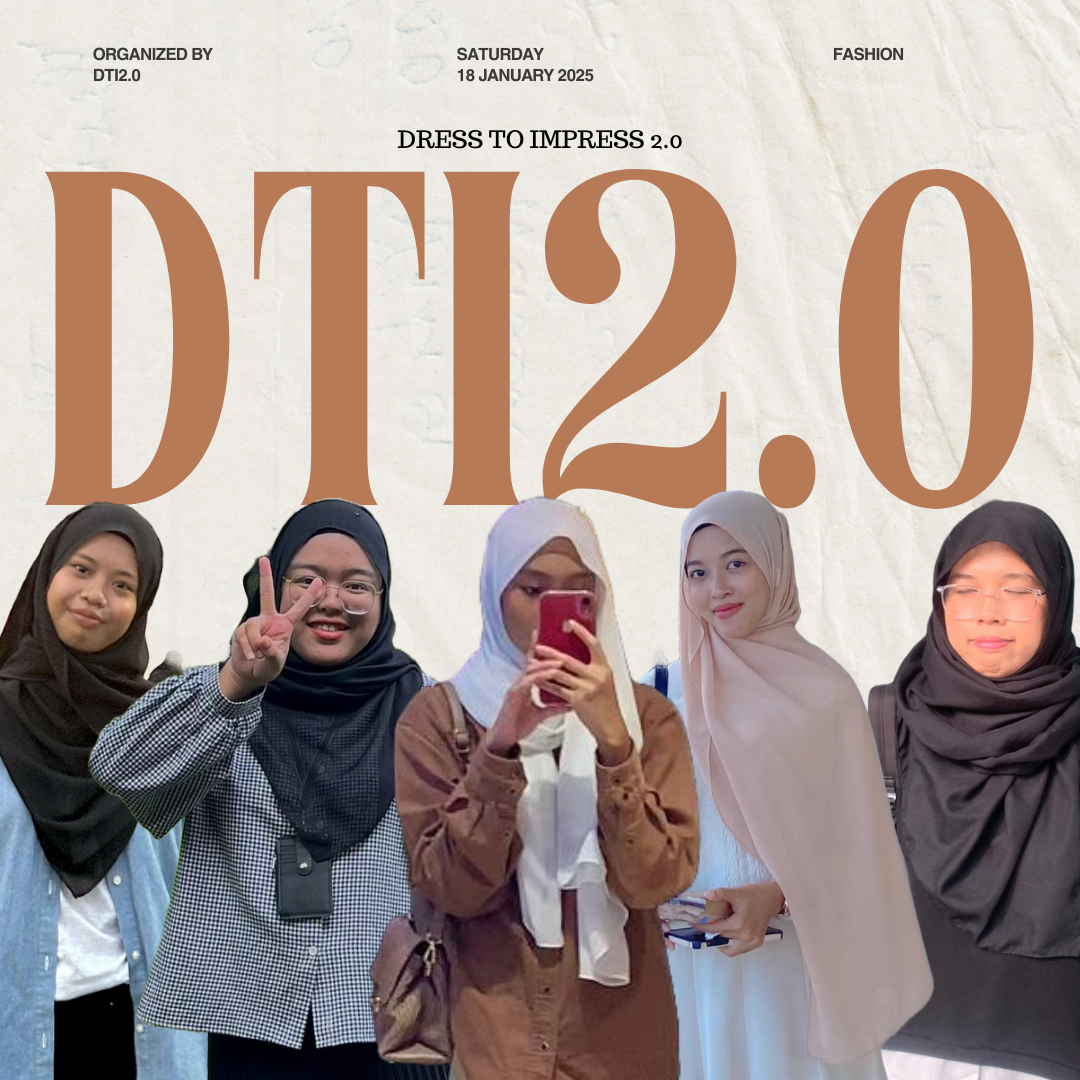 ORGANIZED BY
DTI2.0
SATURDAY
18 JANUARY 2025
FASHION
DRESS TO IMPRESS 2.0
DTI2.0